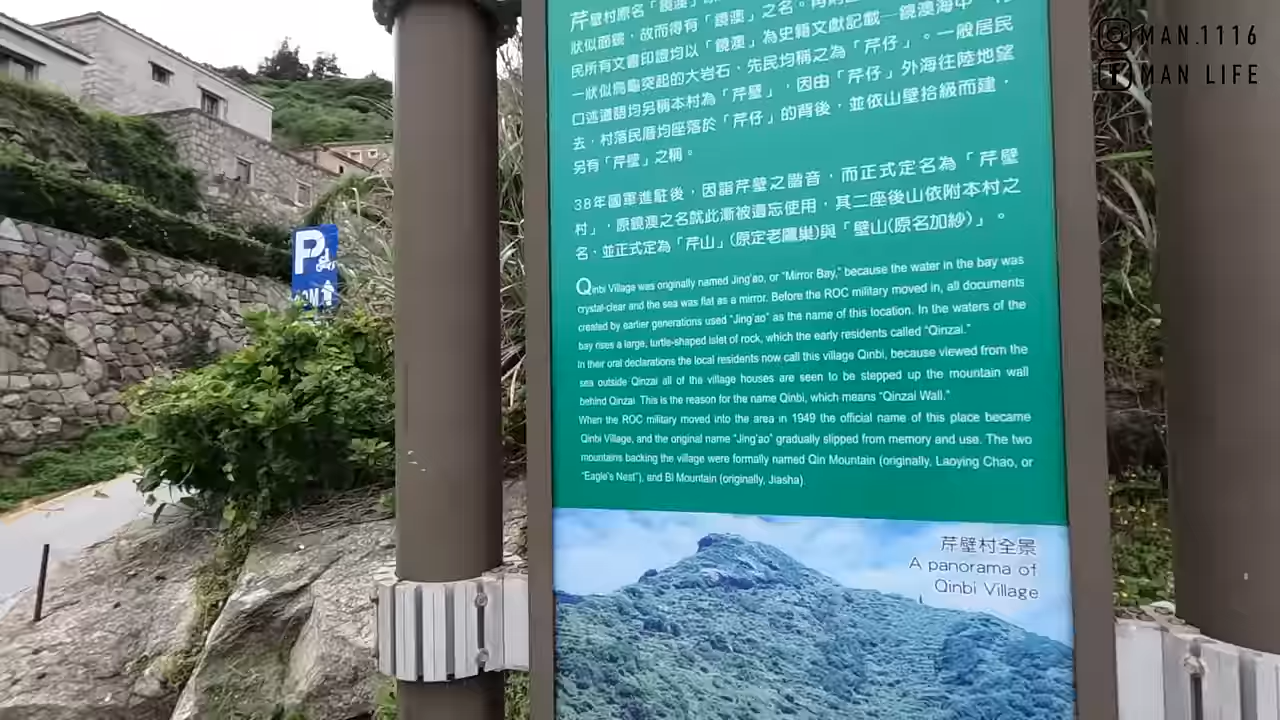 芹壁村原名「鏡澳」
狀似面鏡，故而得有「鏡澳」之名。
民所有文書印證均以「鏡澳」為史籍文獻記載─鏡澳海中，
一狀似烏龜突起的大岩石，先民均稱之為「芹仔」。一般居民
口述道語均另稱本村為「芹壁」，因由「芹仔」外海往陸地望
去，村落民厝均座落於「芹仔」的背後，並依山壁拾級而建，
另有「芹壁」之稱。
38年國軍進駐後，因諧芹壁之諧音，而正式定名為「芹壁
村」，原鏡澳之名就此漸被遺忘使用，其二座後山依附本村之
名，並正式定為「芹山」(原定老鷹巢)與「壁山(原名加紗)」。
Qinbi Village was originally named Jing'ao, or "Mirror Bay," because the water in the bay was
crystal-clear and the sea was flat as a mirror. Before the ROC military moved in, all documents
created by earlier generations used "Jing'ao" as the name of this location. In the waters of the
bay rises a large, turtle-shaped islet of rock, which the early residents called "Qinzai."
In their oral declarations the local residents now call this village Qinbi, because viewed from the
sea outside Qinzai all of the village houses are seen to be stepped up the mountain wall
behind Qinzai. This is the reason for the name Qinbi, which means "Qinzai Wall."
When the ROC military moved into the area in 1949 the official name of this place became
Qinbi Village, and the original name "Jing'ao" gradually slipped from memory and use. The two
mountains backing the village were formally named Qin Mountain (originally, Laoying Chao, or
"Eagle's Nest"), and Bi Mountain (originally, Jiasha).
芹壁村全景
A panorama of
Qinbi Village
P
MAN.1116
MAN LIFE